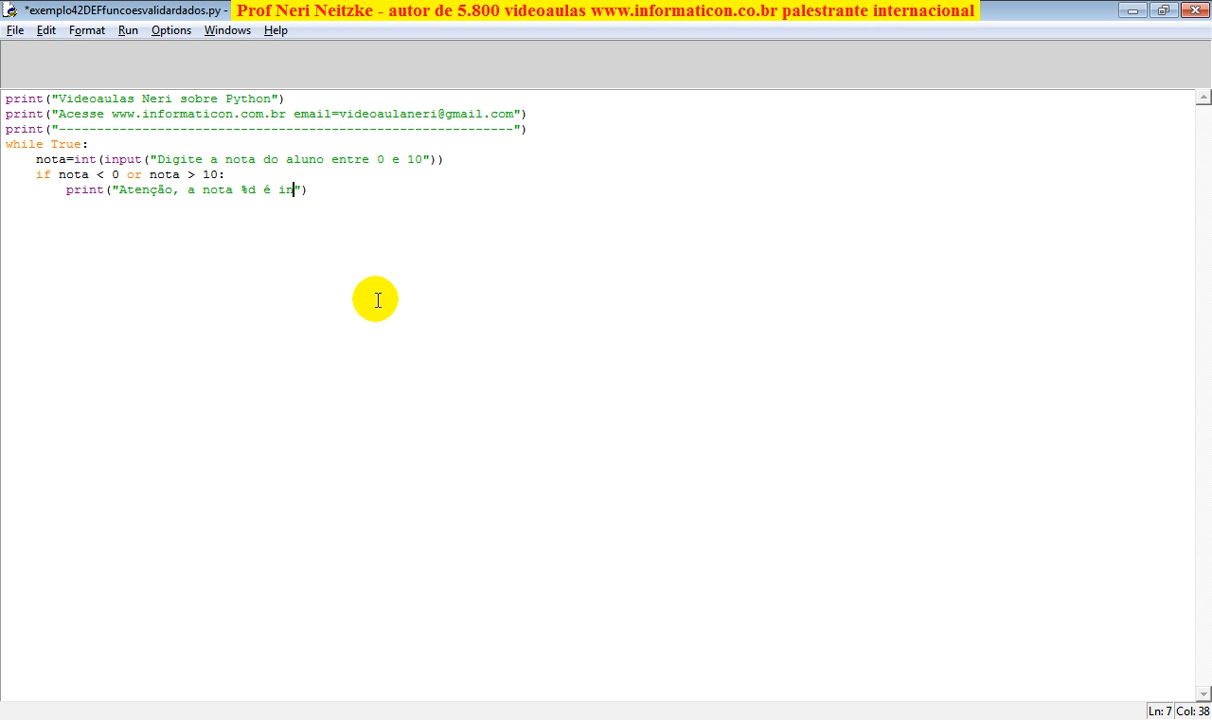 *exemplo42DEFfuncoesvalidardados.py - Prof Neri Neitzke - autor de 5.800 videoaulas www.informaticon.co.br palestrante internacional
File Edit Format Run Options Windows Help
print("Videoaulas Neri sobre Python")
print("Acesse www.informaticon.com.br email=videoaulaneri@gmail.com")
print("------------------------------------------------------------")
while True:
    nota=int(input("Digite a nota do aluno entre 0 e 10"))
    if nota < 0 or nota > 10:
        print("Atenção, a nota %d é in")
Ln: 7 Col: 38